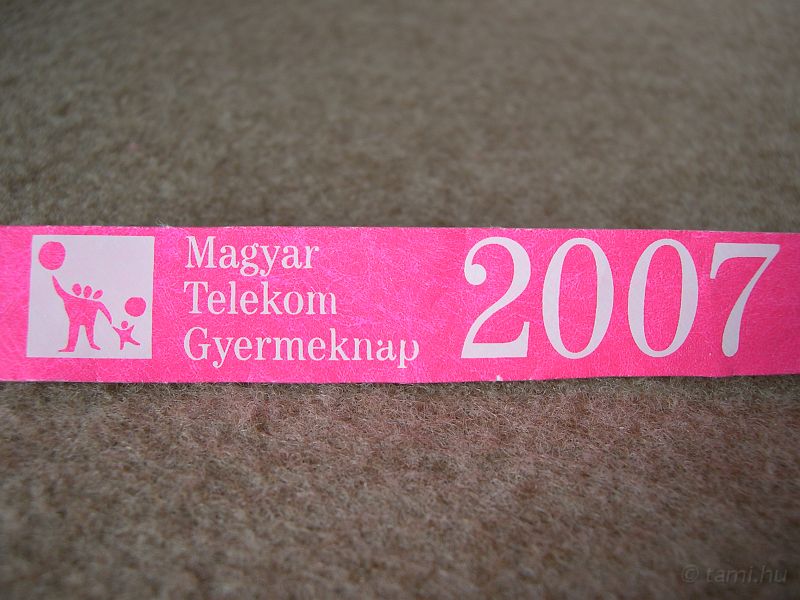 Magyar
Telekom
Gyermeknap
2007
© tami.hu